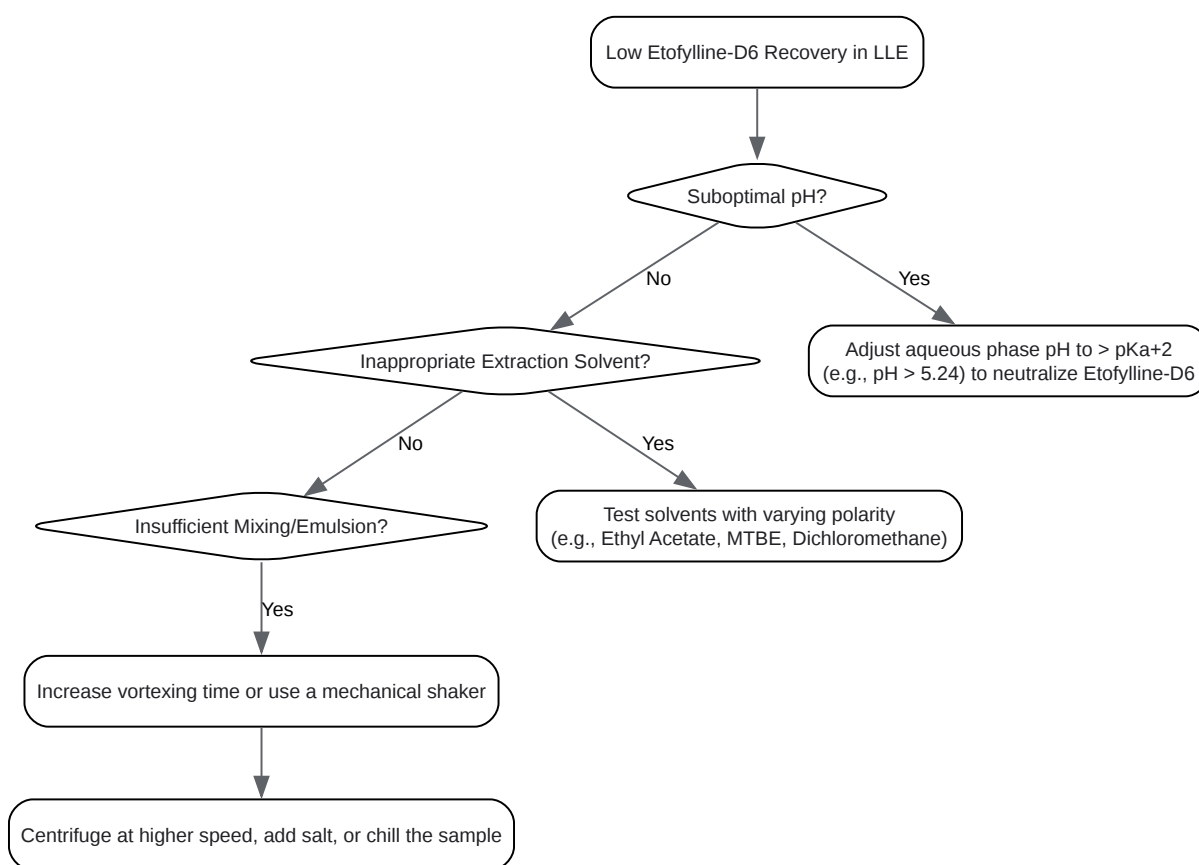 Low Etofylline-D6 Recovery in LLE
Suboptimal pH?
No
Yes
Inappropriate Extraction Solvent?
Adjust aqueous phase pH to > pKa+2
(e.g., pH > 5.24) to neutralize Etofylline-D6
No
Yes
Insufficient Mixing/Emulsion?
Test solvents with varying polarity
(e.g., Ethyl Acetate, MTBE, Dichloromethane)
Yes
Increase vortexing time or use a mechanical shaker
Centrifuge at higher speed, add salt, or chill the sample